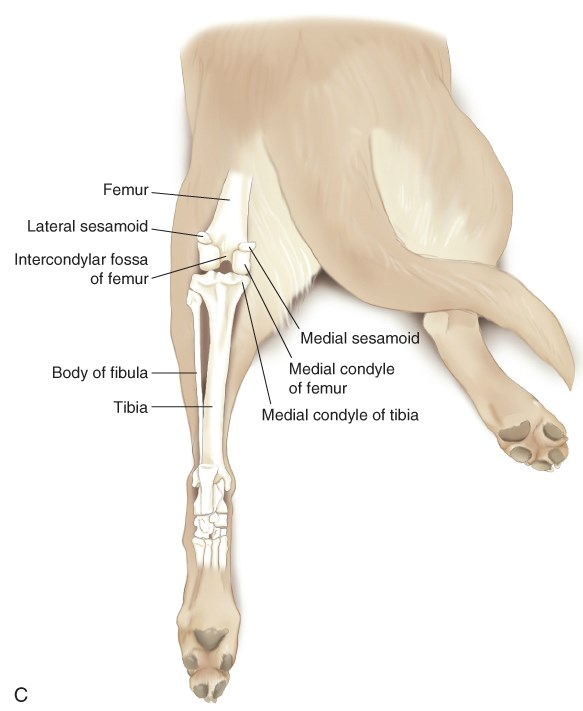 Femur
Lateral sesamoid
Intercondylar fossa
of femur
Medial sesamoid
Medial condyle
of femur
Body of fibula
Tibia
Medial condyle of tibia
C